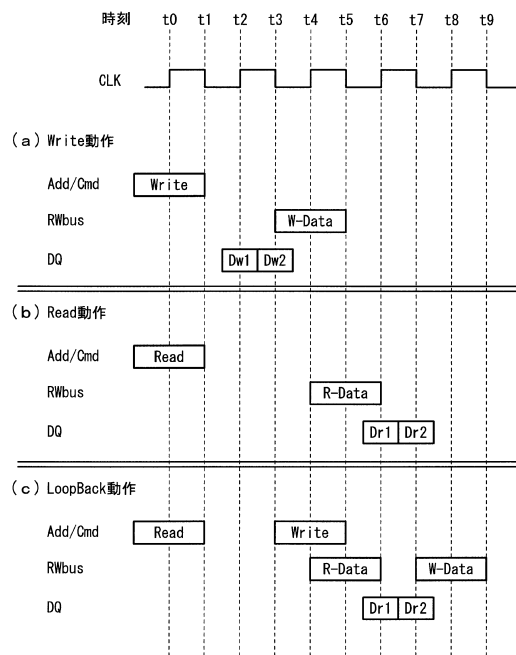 時刻 t0 t1 t2 t3 t4 t5 t6 t7 t8 t9
CLK
(a) Write動作
Add/Cmd Write
RWbus W-Data
DQ Dw1 Dw2
(b) Read動作
Add/Cmd Read
RWbus R-Data
DQ Dr1 Dr2
(c) LoopBack動作
Add/Cmd Read Write
RWbus R-Data W-Data
DQ Dr1 Dr2